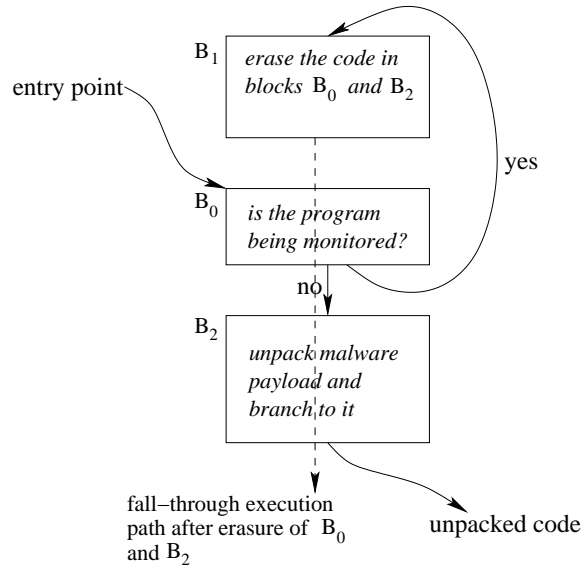 B1
erase the code in
blocks B0 and B2
entry point
yes
B0
is the program
being monitored?
no
B2
unpack malware
payload and
branch to it
fall−through execution
path after erasure of B0
and B2
unpacked code